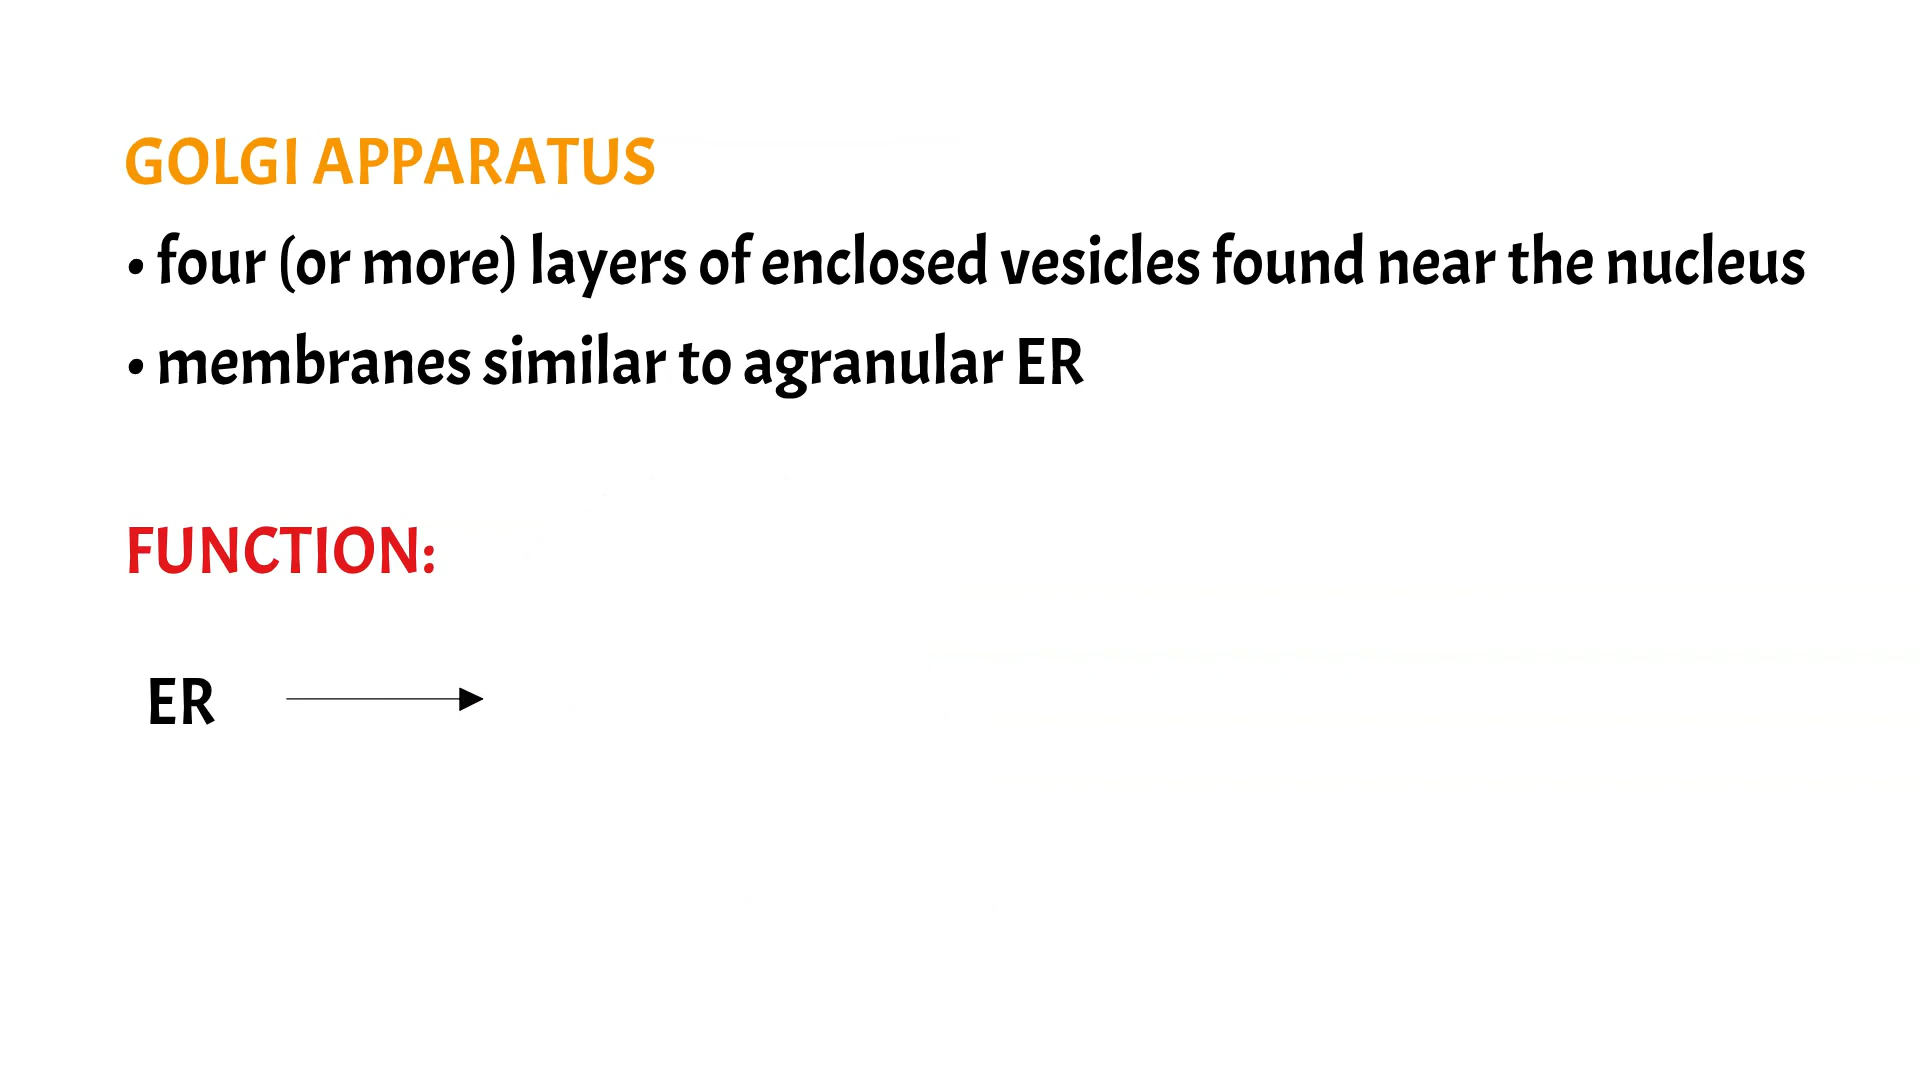 GOLGI APPARATUS
• four (or more) layers of enclosed vesicles found near the nucleus
• membranes similar to agranular ER
FUNCTION:
ER